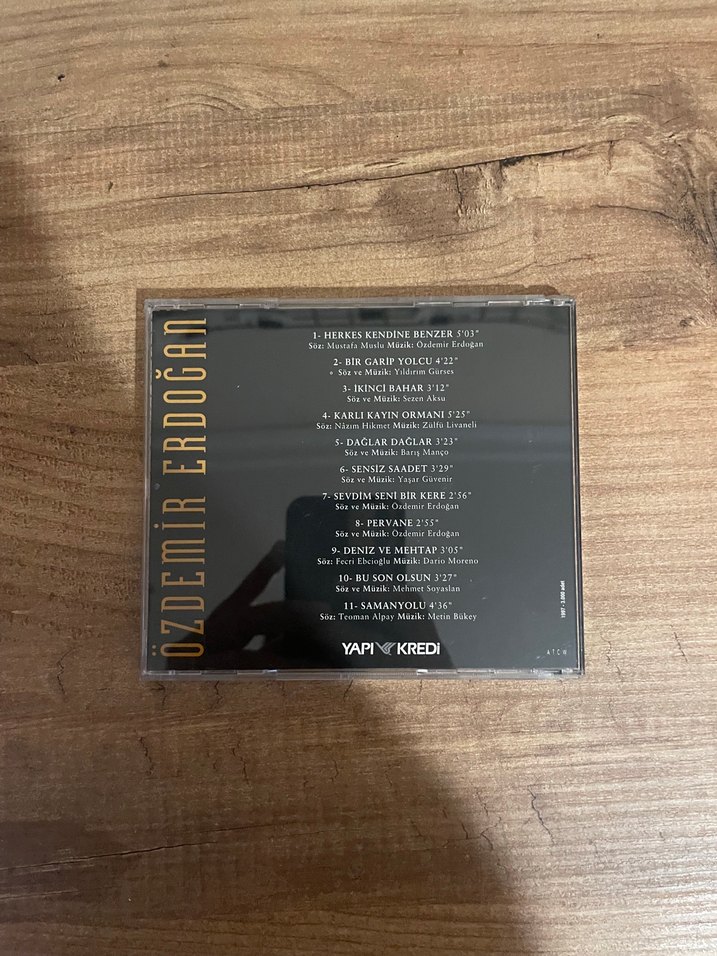 ÖZDEMİR ERDOĞAN
1- HERKES KENDİNE BENZER 5'03"
Söz: Mustafa Muslu Müzik: Özdemir Erdoğan
2- BİR GARİP YOLCU 4'22"
Söz ve Müzik: Yıldırım Gürses
3- İKİNCİ BAHAR 3'12"
Söz ve Müzik: Sezen Aksu
4- KARLI KAYIN ORMANI 5'25"
Söz: Nâzım Hikmet Müzik: Zülfü Livaneli
5- DAĞLAR DAĞLAR 3'23"
Söz ve Müzik: Barış Manço
6- SENSİZ SAADET 3'29"
Söz ve Müzik: Yaşar Güvenir
7- SEVDİM SENİ BİR KERE 2'56"
Söz ve Müzik: Özdemir Erdoğan
8- PERVANE 2'55"
Söz ve Müzik: Özdemir Erdoğan
9- DENİZ VE MEHTAP 3'05"
Söz: Fecri Ebcioğlu Müzik: Dario Moreno
10- BU SON OLSUN 3'27"
Söz ve Müzik: Mehmet Soyaslan
11- SAMANYOLU 4'36"
Söz: Teoman Alpay Müzik: Metin Bükey
YAPI KREDİ
1997 - 3.000 adet
ATCW